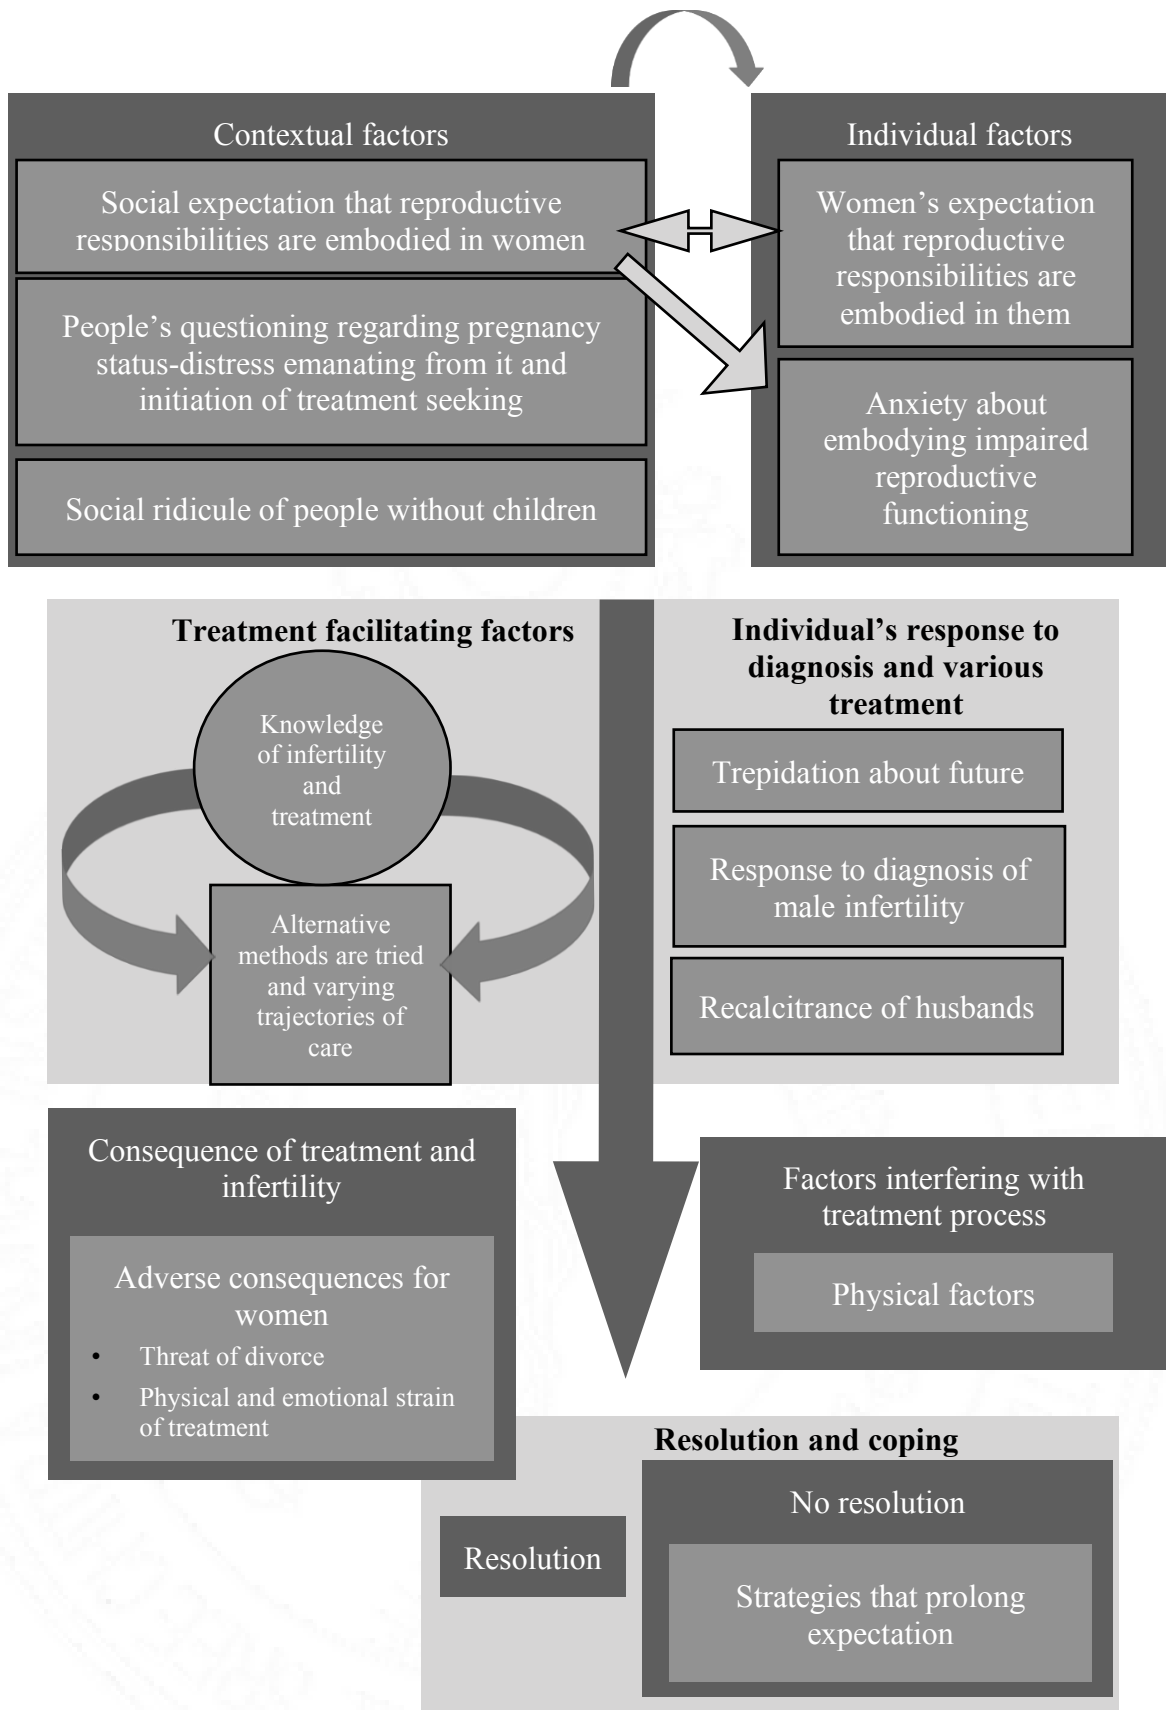 Contextual factors
Social expectation that reproductive
responsibilities are embodied in women
People's questioning regarding pregnancy
status-distress emanating from it and
initiation of treatment seeking
Social ridicule of people without children
Individual factors
Women's expectation
that reproductive
responsibilities are
embodied in them
Anxiety about
embodying impaired
reproductive
functioning
Treatment facilitating factors
Knowledge
of infertility
and
treatment
Alternative
methods are tried
and varying
trajectories of
care
Individual's response to
diagnosis and various
treatment
Trepidation about future
Response to diagnosis of
male infertility
Recalcitrance of husbands
Consequence of treatment and
infertility
Adverse consequences for
women
• Threat of divorce
• Physical and emotional strain
of treatment
Factors interfering with
treatment process
Physical factors
Resolution and coping
Resolution
No resolution
Strategies that prolong
expectation